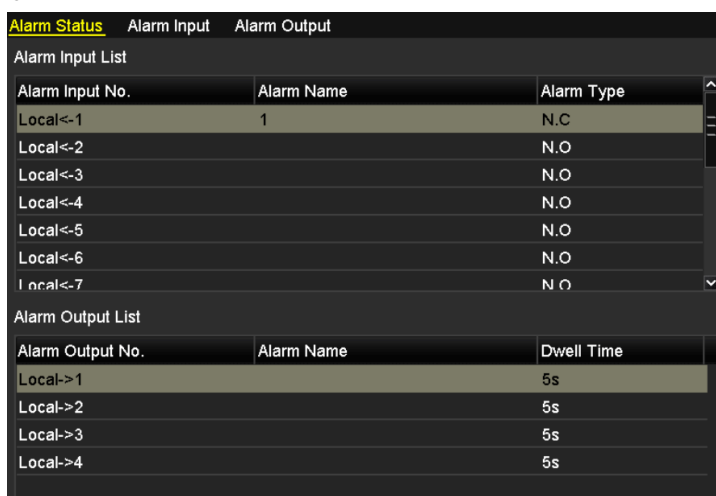 Alarm Status Alarm Input Alarm Output
Alarm Input List
Alarm Input No. Alarm Name Alarm Type
Local<-1 1 N.C
Local<-2 N.O
Local<-3 N.O
Local<-4 N.O
Local<-5 N.O
Local<-6 N.O
Local<-7 N.O
Alarm Output List
Alarm Output No. Alarm Name Dwell Time
Local->1 5s
Local->2 5s
Local->3 5s
Local->4 5s